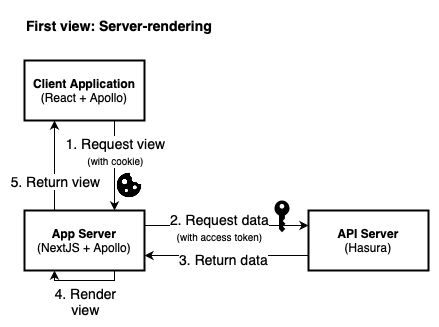 First view: Server-rendering
Client Application
(React + Apollo)
1. Request view
(with cookie)
5. Return view
App Server
(NextJS + Apollo)
2. Request data
(with access token)
3. Return data
API Server
(Hasura)
4. Render
view